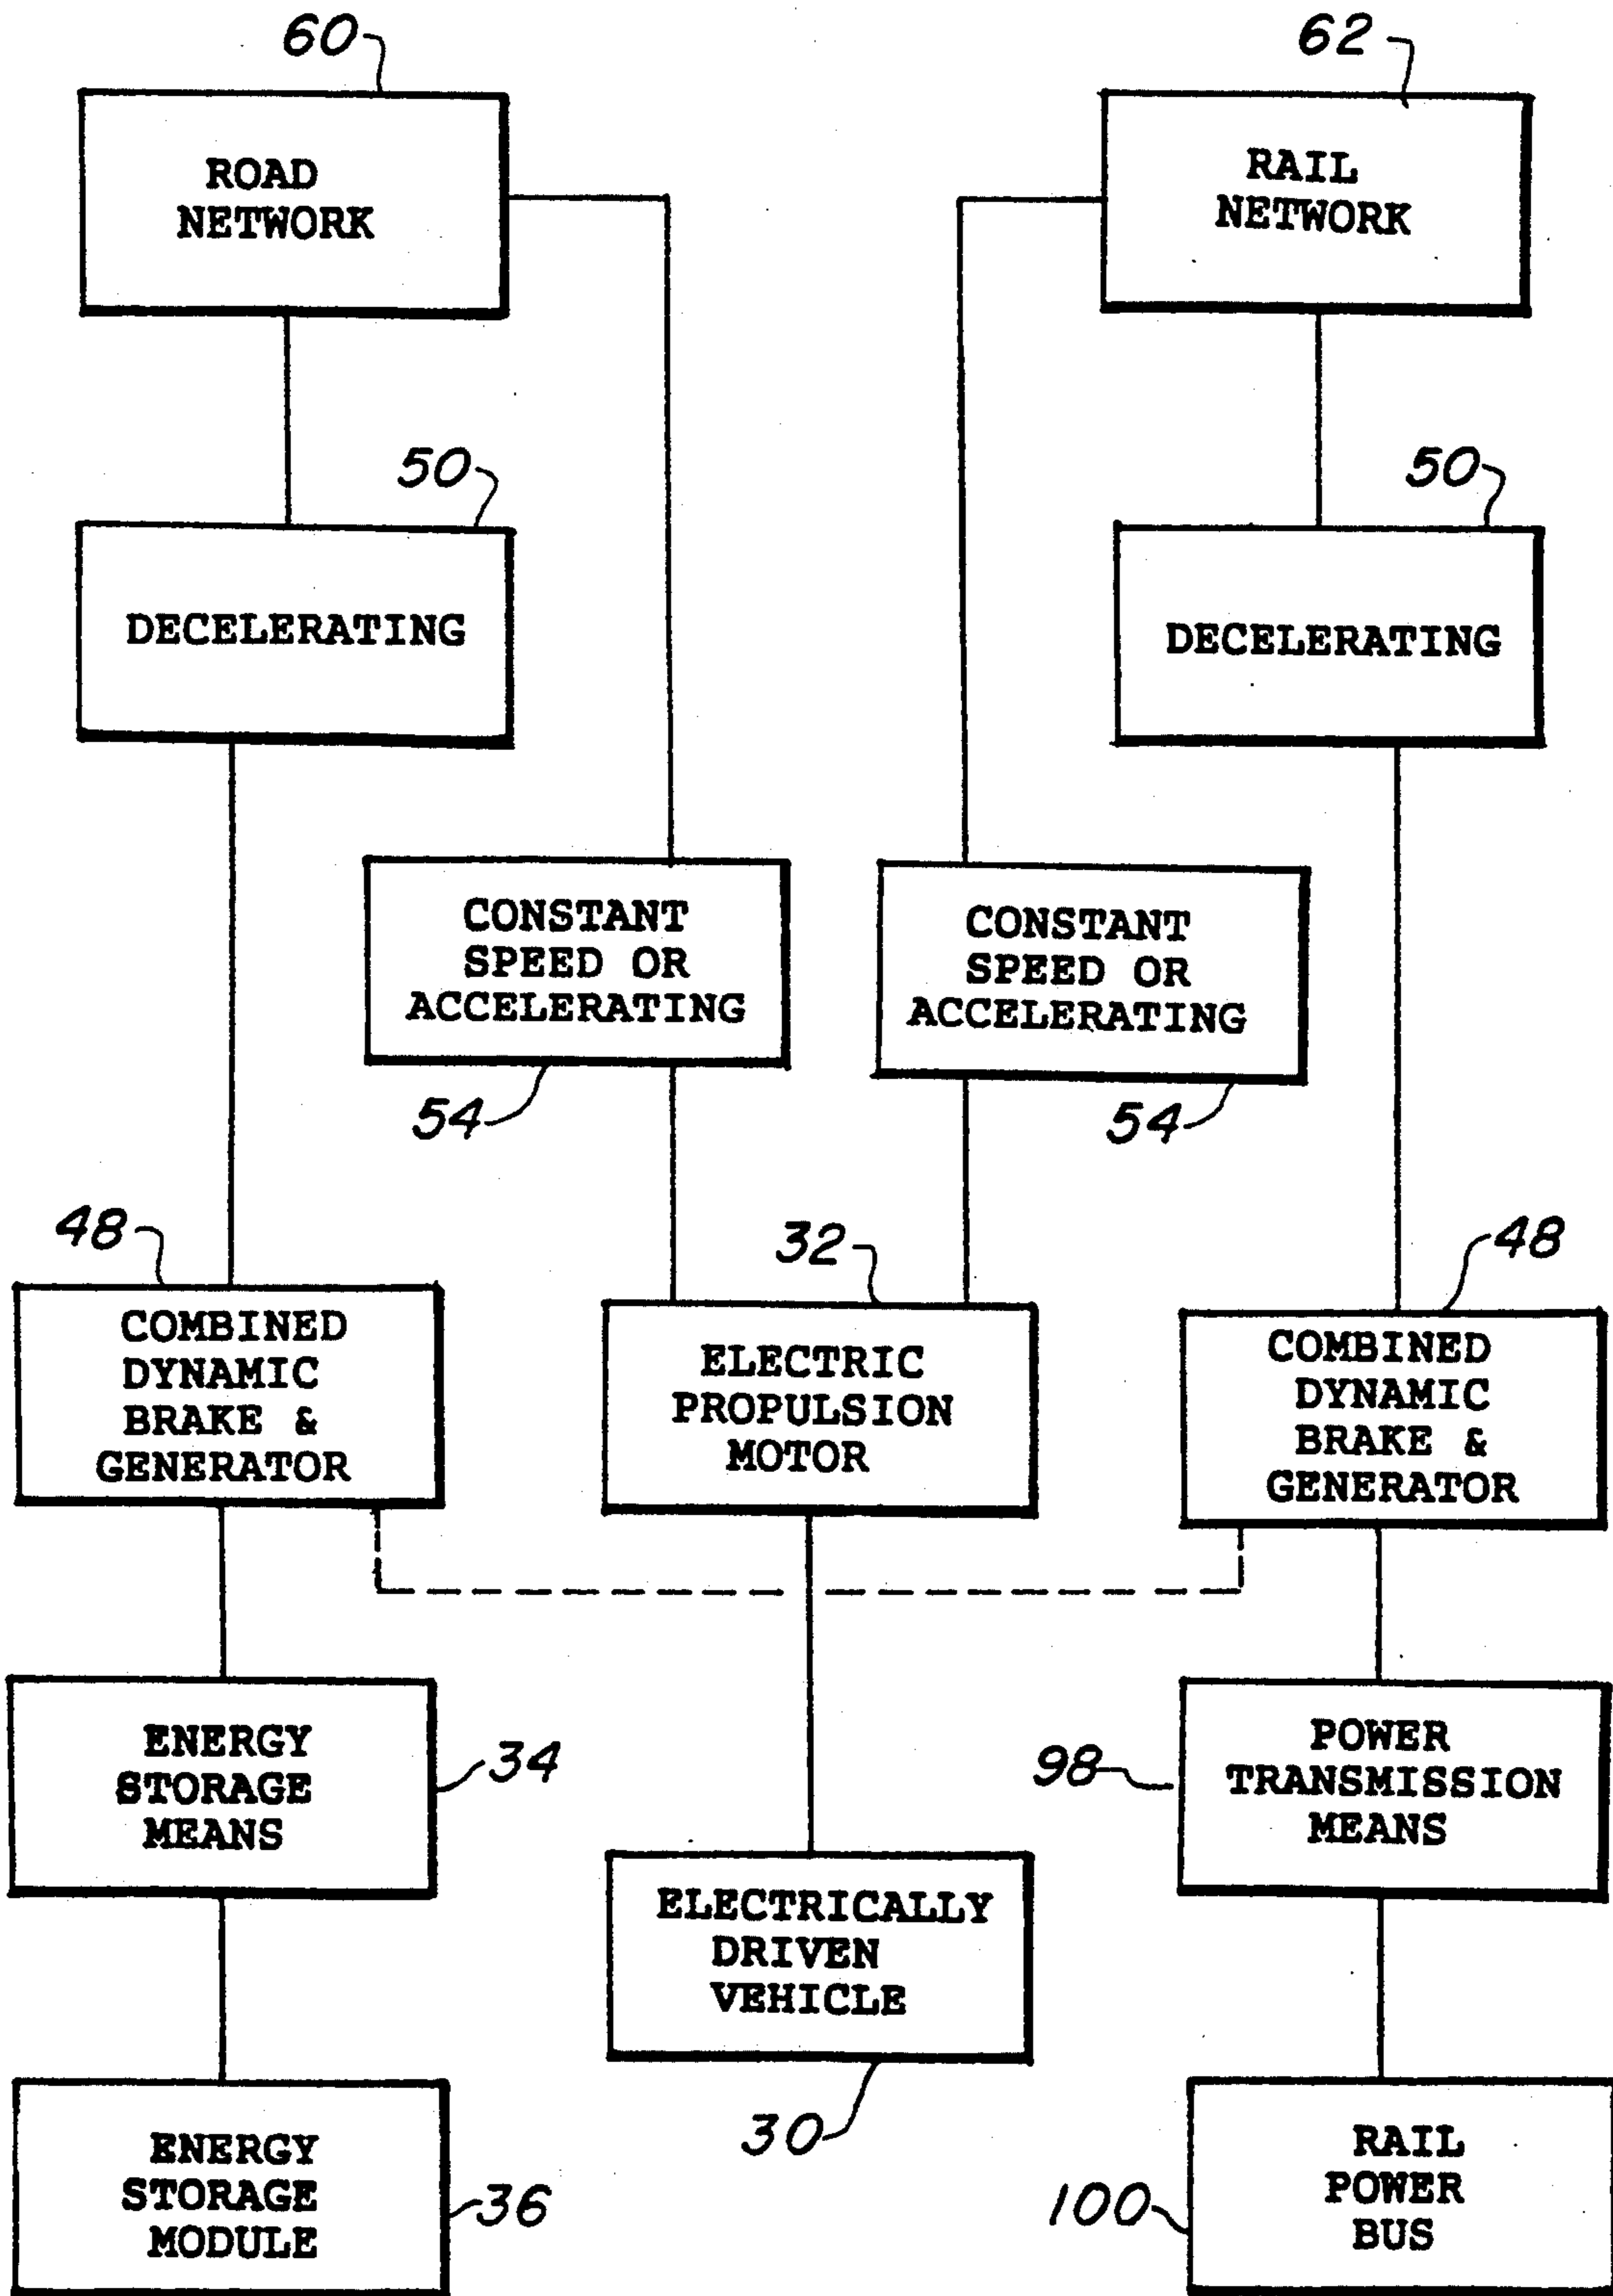 60
62
ROAD
NETWORK
RAIL
NETWORK
50
50
DECELERATING
DECELERATING
CONSTANT
SPEED OR
ACCELERATING
CONSTANT
SPEED OR
ACCELERATING
54
54
48
32
48
COMBINED
DYNAMIC
BRAKE &
GENERATOR
ELECTRIC
PROPULSION
MOTOR
COMBINED
DYNAMIC
BRAKE &
GENERATOR
ENERGY
STORAGE
MEANS
34
98
POWER
TRANSMISSION
MEANS
ELECTRICALLY
DRIVEN
VEHICLE
30
ENERGY
STORAGE
MODULE
36
100
RAIL
POWER
BUS